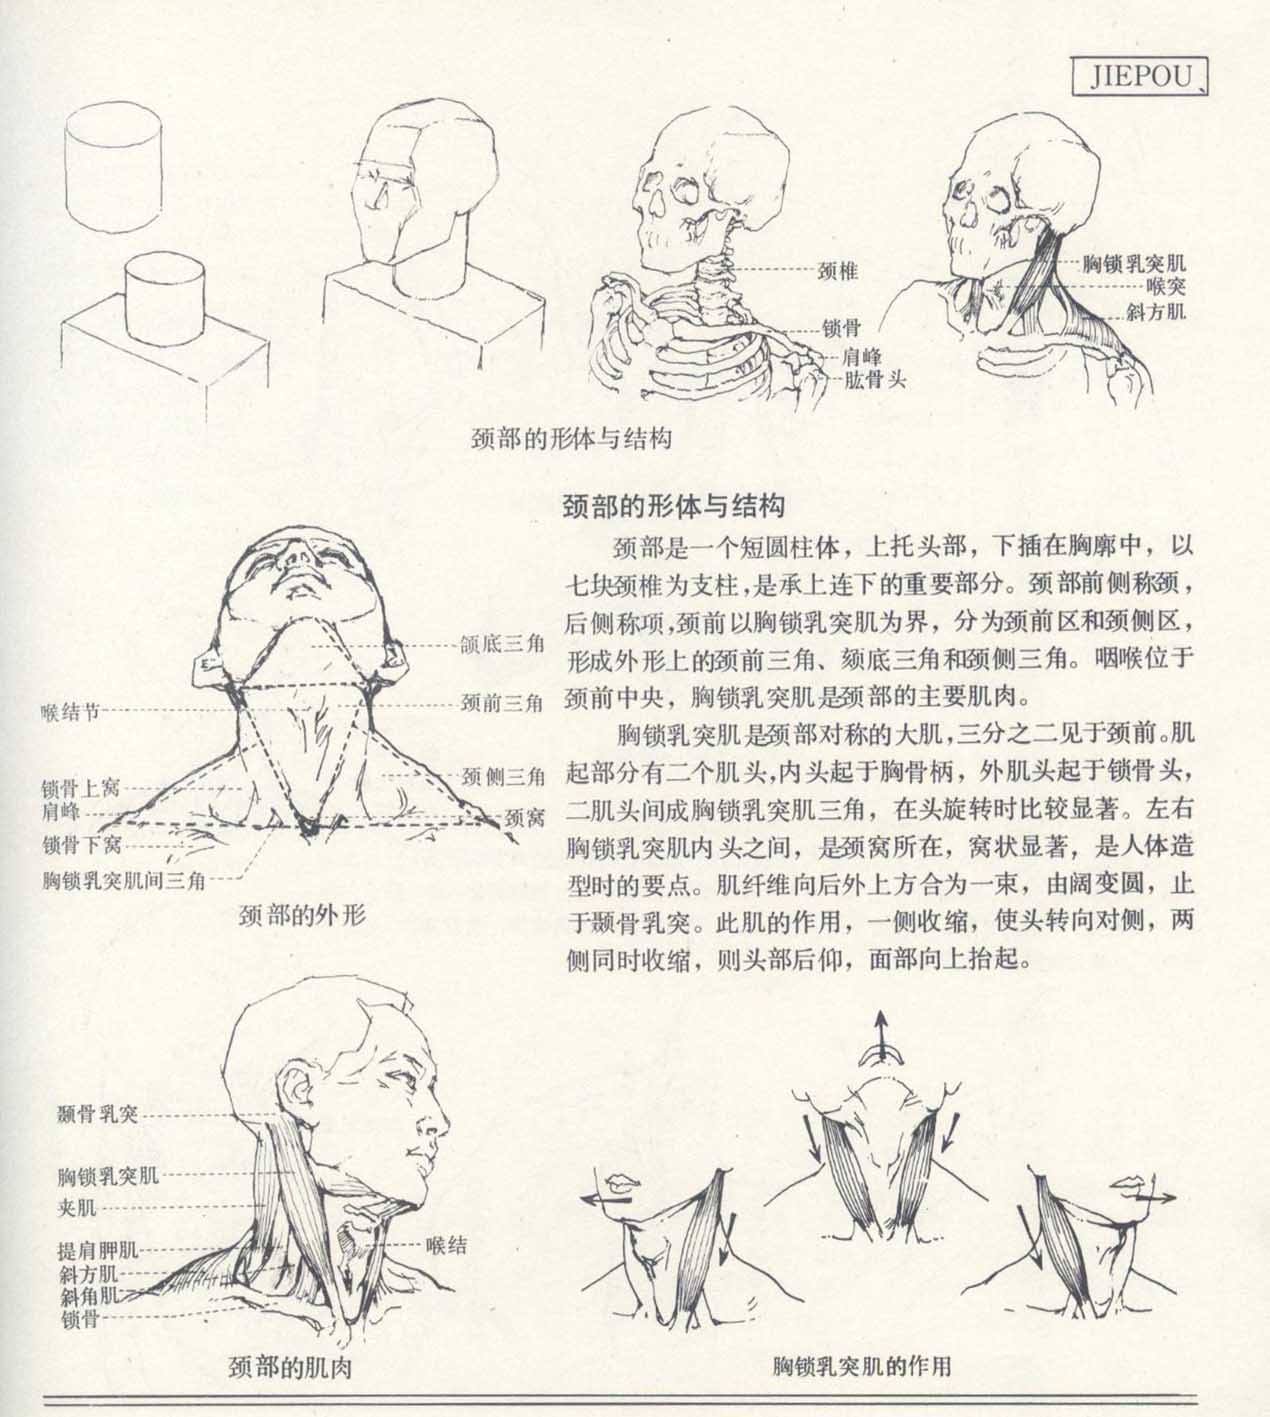 JIEPOU
颈椎
锁骨
肩峰
肱骨头
胸锁乳突肌
喉突
斜方肌
颈部的形体与结构
颈部的形体与结构
颈部是一个短圆柱体，上托头部，下插在胸廓中，以
七块颈椎为支柱，是承上连下的重要部分。颈部前侧称颈，
后侧称项，颈前以胸锁乳突肌为界，分为颈前区和颈侧区，
形成外形上的颈前三角、颏底三角和颈侧三角。咽喉位于
颈前中央，胸锁乳突肌是颈部的主要肌肉。
胸锁乳突肌是颈部对称的大肌，三分之二见于颈前。肌
起部分有二个肌头，内头起于胸骨柄，外肌头起于锁骨头，
二肌头间成胸锁乳突肌三角，在头旋转时比较显著。左右
胸锁乳突肌内头之间，是颈窝所在，窝状显著，是人体造
型时的要点。肌纤维向后外上方合为一束，由阔变圆，止
于颞骨乳突。此肌的作用，一侧收缩，使头转向对侧，两
侧同时收缩，则头部后仰，面部向上抬起。
颌底三角
颈前三角
颈侧三角
颈窝
喉结节
锁骨上窝
肩峰
锁骨下窝
胸锁乳突肌间三角
颈部的外形
颞骨乳突
胸锁乳突肌
夹肌
提肩胛肌
斜方肌
斜角肌
锁骨
喉结
颈部的肌肉
胸锁乳突肌的作用